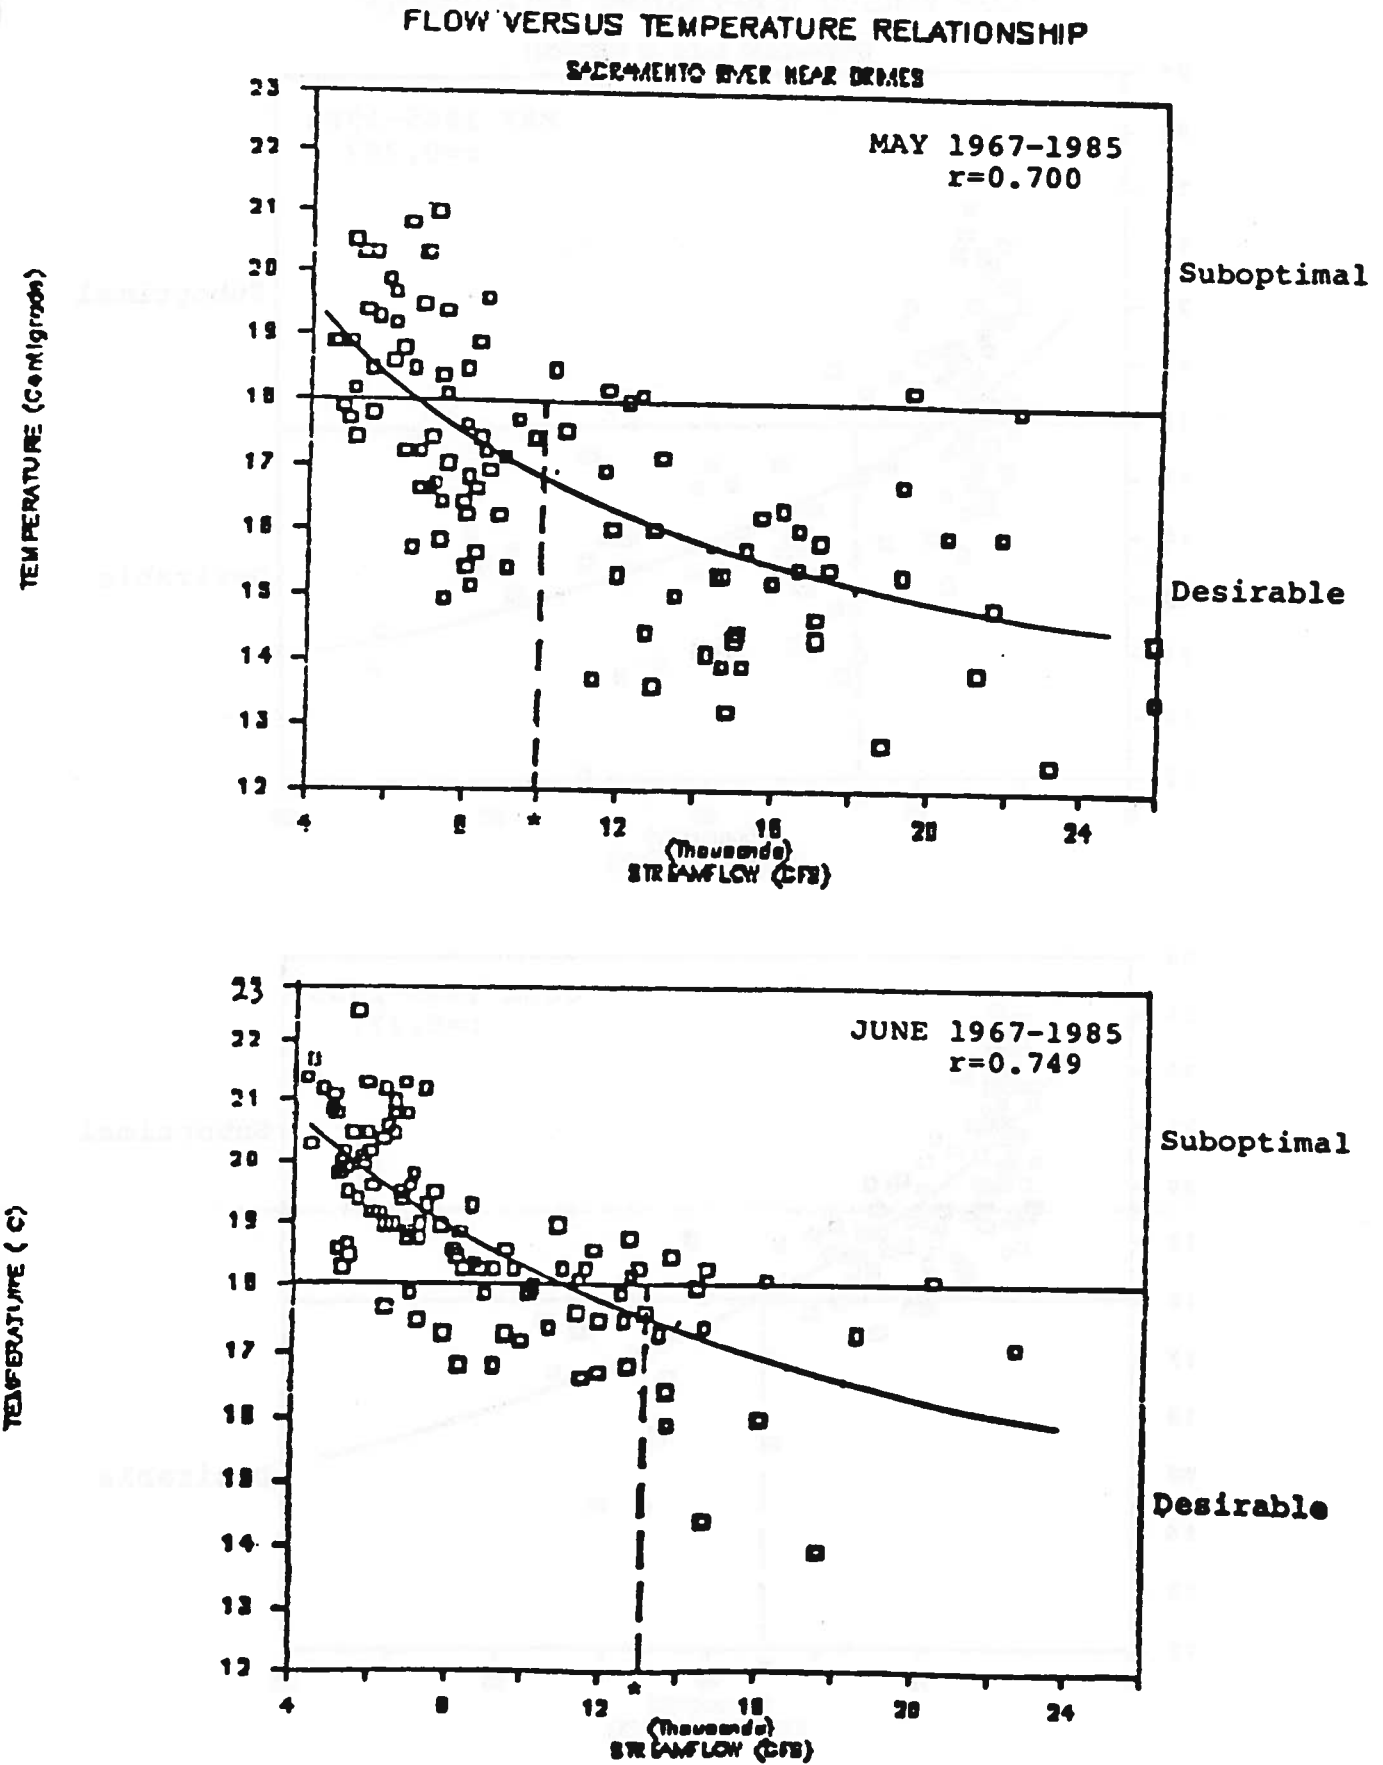 FLOW VERSUS TEMPERATURE RELATIONSHIP
SACRAMENTO RIVER NEAR GRIMES
23
22
21
20
19
18
17
16
15
14
13
12
TEMPERATURE (Centigrade)
MAY 1967-1985
r=0.700
Suboptimal
Desirable
4 8 * 12 16 20 24
(Thousands)
STREAMFLOW (CFS)
23
22
21
20
19
18
17
16
15
14
13
12
TEMPERATURE (C)
JUNE 1967-1985
r=0.749
Suboptimal
Desirable
4 8 12 * 16 20 24
(Thousands)
STREAMFLOW (CFS)